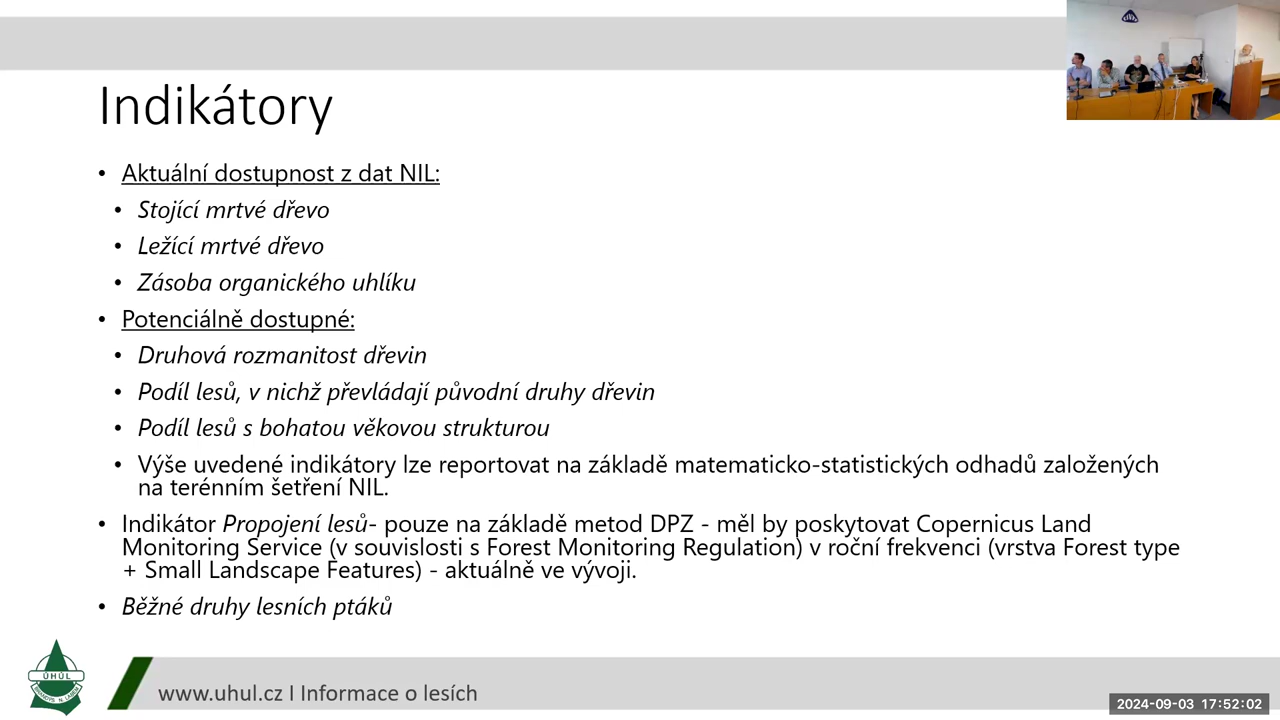 Indikátory
• Aktuální dostupnost z dat NIL:
• Stojící mrtvé dřevo
• Ležící mrtvé dřevo
• Zásoba organického uhlíku
• Potenciálně dostupné:
• Druhová rozmanitost dřevin
• Podíl lesů, v nichž převládají původní druhy dřevin
• Podíl lesů s bohatou věkovou strukturou
• Výše uvedené indikátory lze reportovat na základě matematicko-statistických odhadů založených
na terénním šetření NIL.
• Indikátor Propojení lesů- pouze na základě metod DPZ - měl by poskytovat Copernicus Land
Monitoring Service (v souvislosti s Forest Monitoring Regulation) v roční frekvenci (vrstva Forest type
+ Small Landscape Features) - aktuálně ve vývoji.
• Běžné druhy lesních ptáků
ÚHÚL
www.uhul.cz I Informace o lesích
2024-09-03 17:52:02